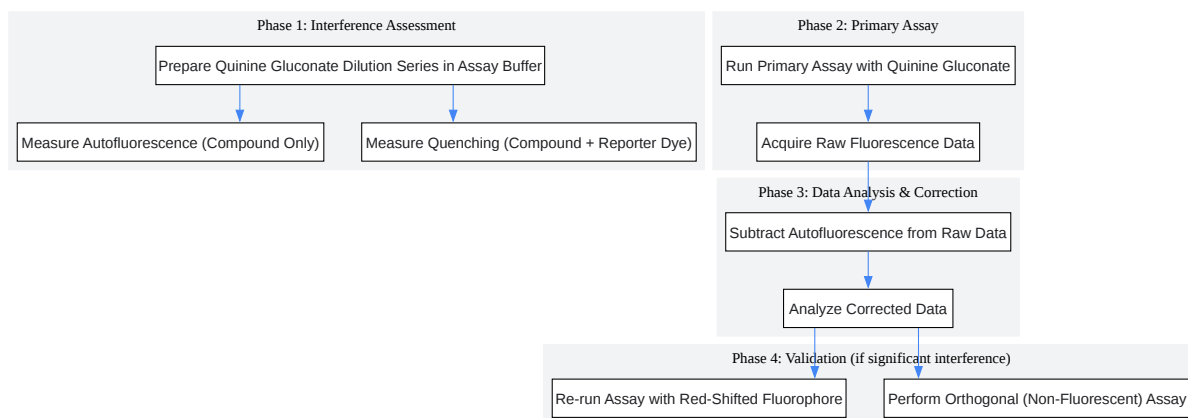 Phase 1: Interference Assessment
Prepare Quinine Gluconate Dilution Series in Assay Buffer
Measure Autofluorescence (Compound Only)
Measure Quenching (Compound + Reporter Dye)
Phase 2: Primary Assay
Run Primary Assay with Quinine Gluconate
Acquire Raw Fluorescence Data
Phase 3: Data Analysis & Correction
Subtract Autofluorescence from Raw Data
Analyze Corrected Data
Phase 4: Validation (if significant interference)
Re-run Assay with Red-Shifted Fluorophore
Perform Orthogonal (Non-Fluorescent) Assay